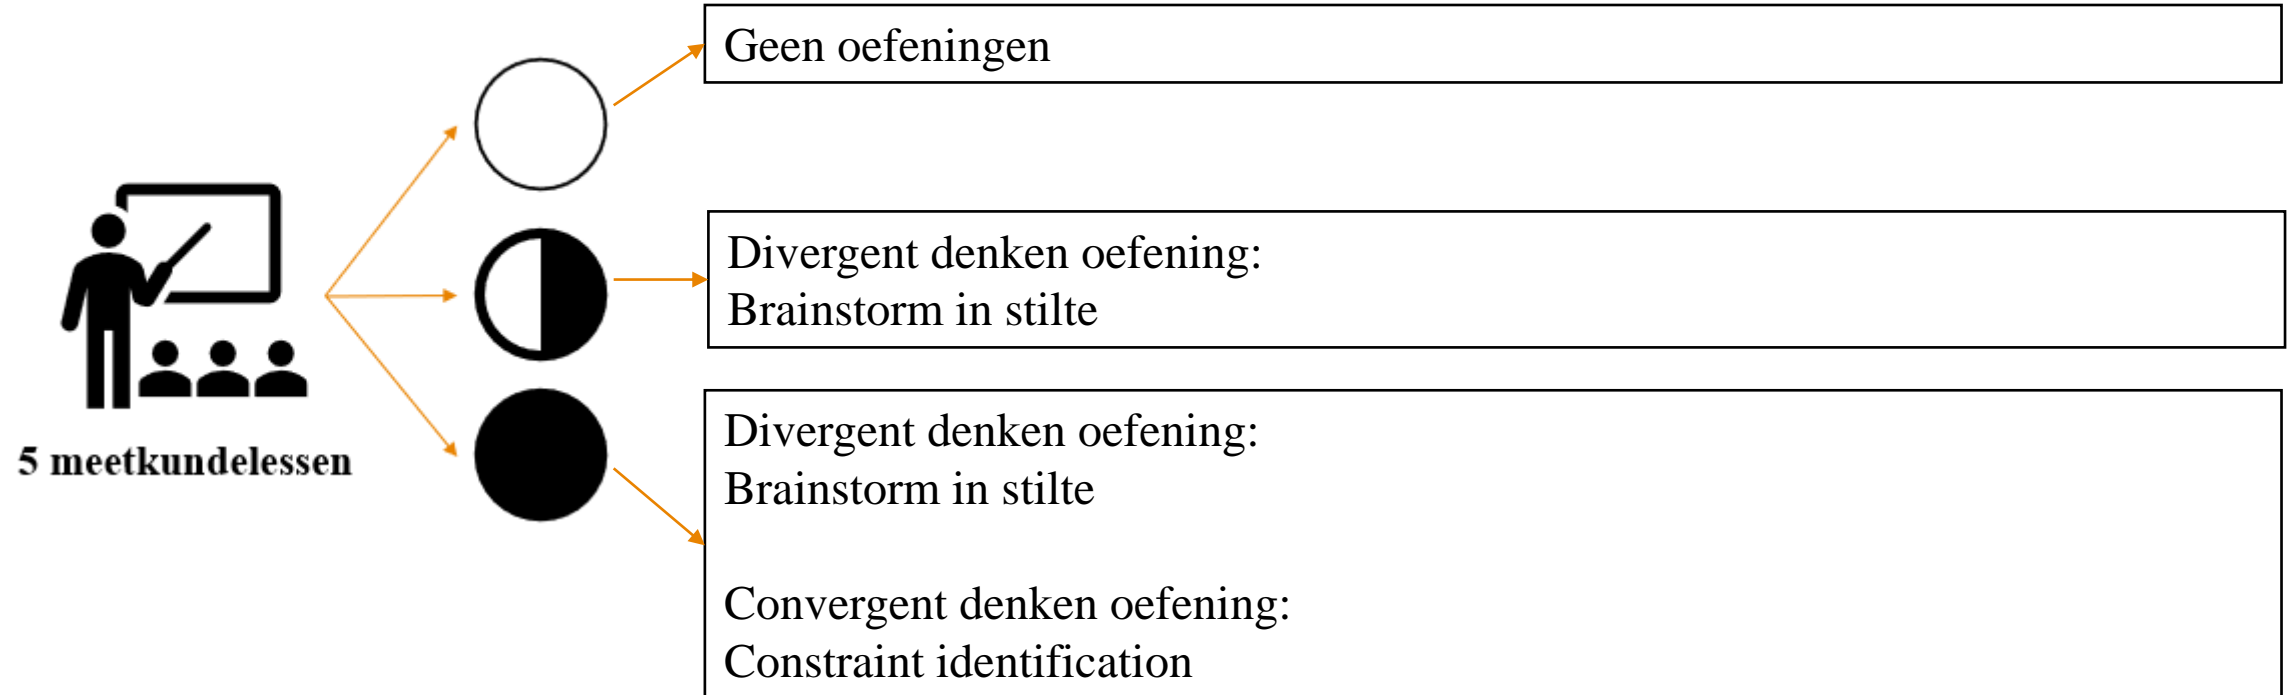 Geen oefeningen
Divergent denken oefening:
Brainstorm in stilte
5 meetkundelessen
Divergent denken oefening:
Brainstorm in stilte
Convergent denken oefening:
Constraint identification